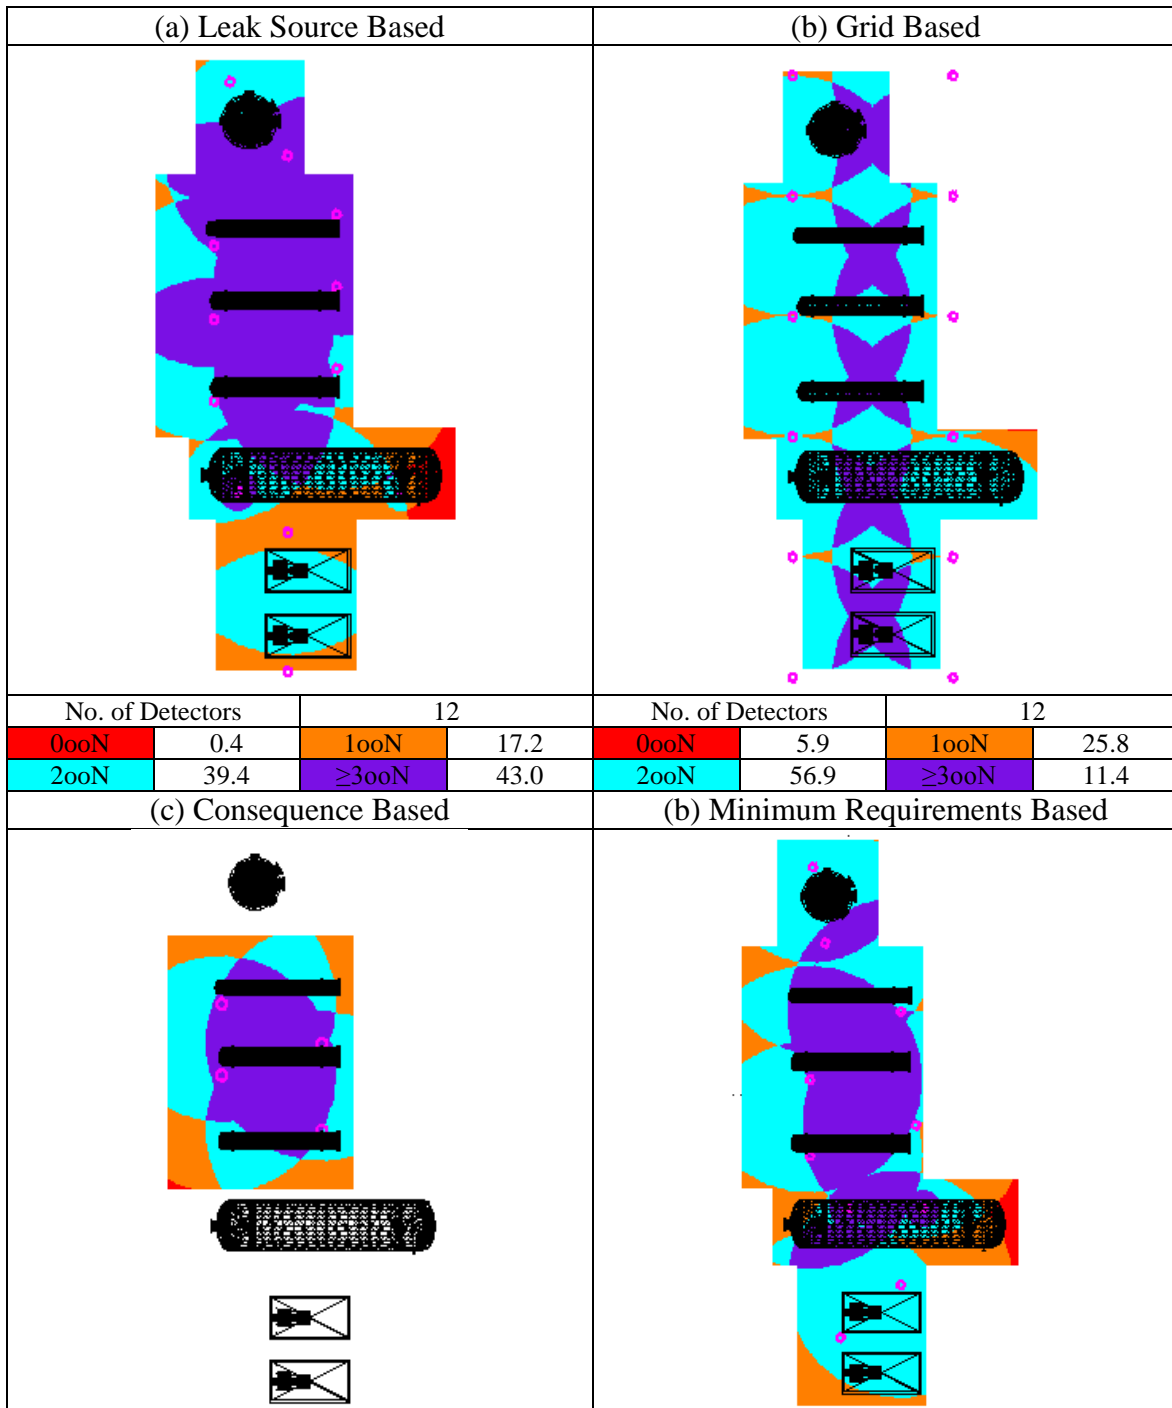 (a) Leak Source Based
(b) Grid Based
No. of Detectors 12
No. of Detectors 12
0ooN 0.4 1ooN 17.2
0ooN 5.9 1ooN 25.8
2ooN 39.4 ≥3ooN 43.0
2ooN 56.9 ≥3ooN 11.4
(c) Consequence Based
(b) Minimum Requirements Based